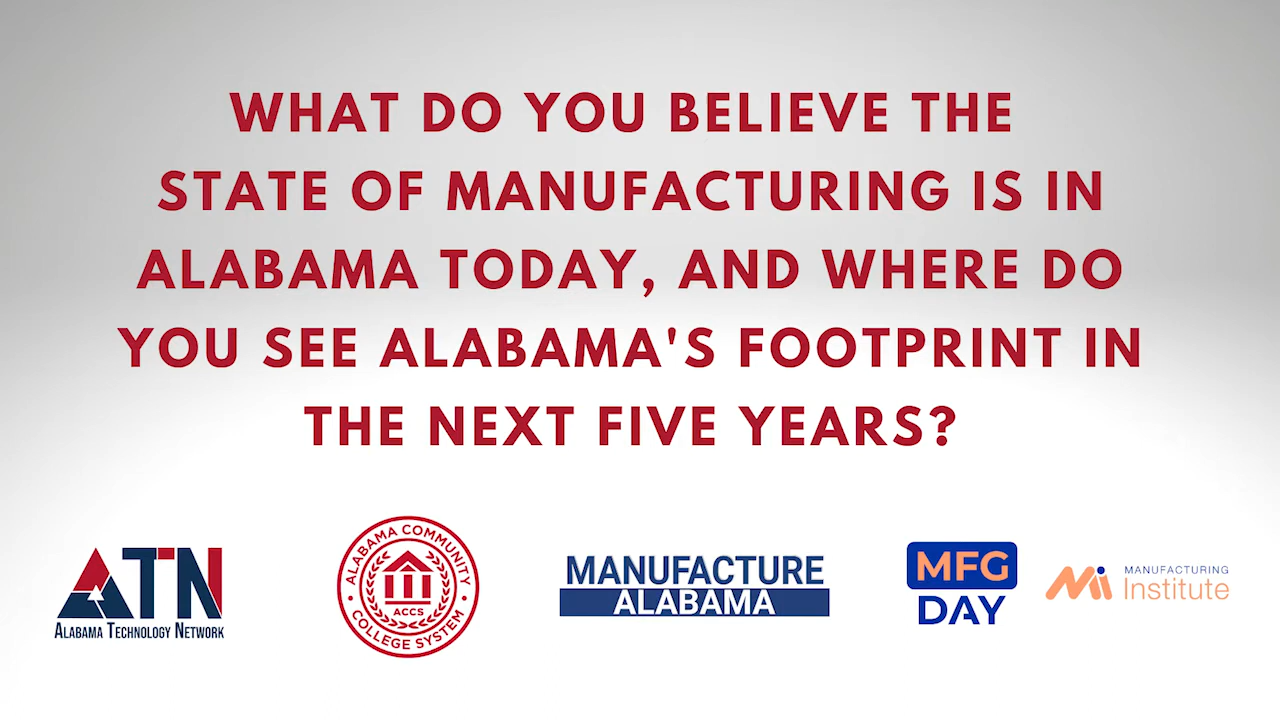 WHAT DO YOU BELIEVE THE
STATE OF MANUFACTURING IS IN
ALABAMA TODAY, AND WHERE DO
YOU SEE ALABAMA'S FOOTPRINT IN
THE NEXT FIVE YEARS?
ATN
ALABAMA TECHNOLOGY NETWORK
ALABAMA COMMUNITY
ACCS
COLLEGE SYSTEM
MANUFACTURE
ALABAMA
MFG
DAY
Mi
MANUFACTURING
Institute